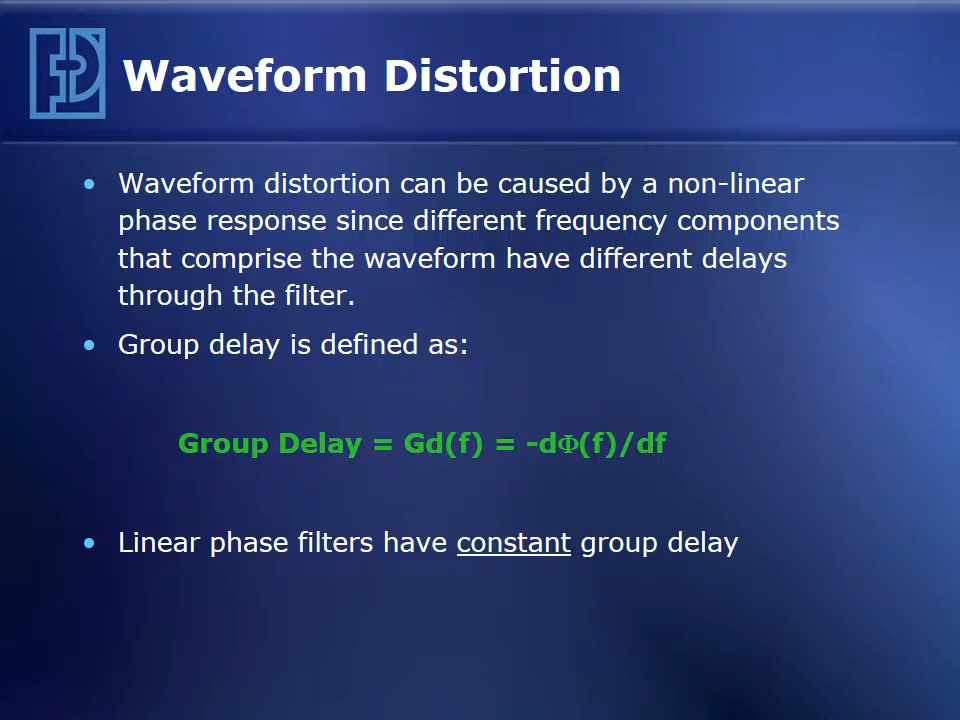 Waveform Distortion
• Waveform distortion can be caused by a non-linear
phase response since different frequency components
that comprise the waveform have different delays
through the filter.
• Group delay is defined as:
Group Delay = Gd(f) = -dΦ(f)/df
• Linear phase filters have constant group delay